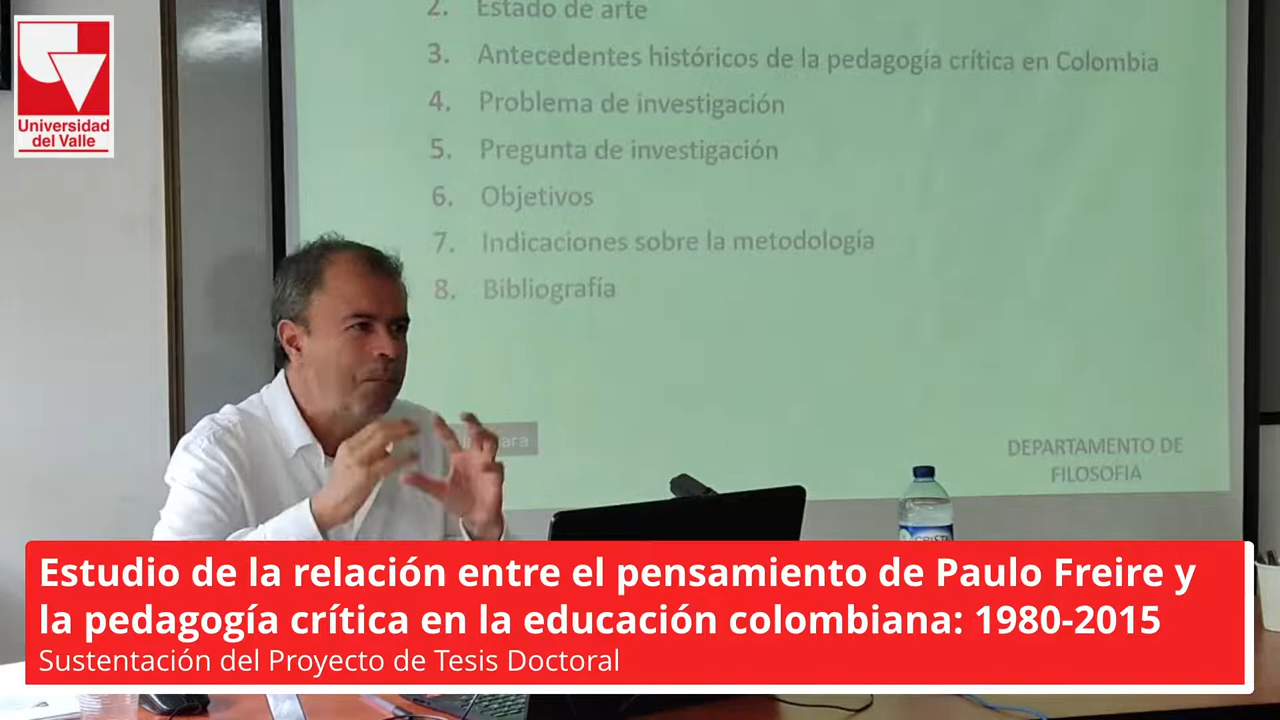 Universidad
del Valle
2. Estado de arte
3. Antecedentes históricos de la pedagogía crítica en Colombia
4. Problema de investigación
5. Pregunta de investigación
6. Objetivos
7. Indicaciones sobre la metodología
8. Bibliografía
DEPARTAMENTO DE
FILOSOFIA
Estudio de la relación entre el pensamiento de Paulo Freire y
la pedagogía crítica en la educación colombiana: 1980-2015
Sustentación del Proyecto de Tesis Doctoral